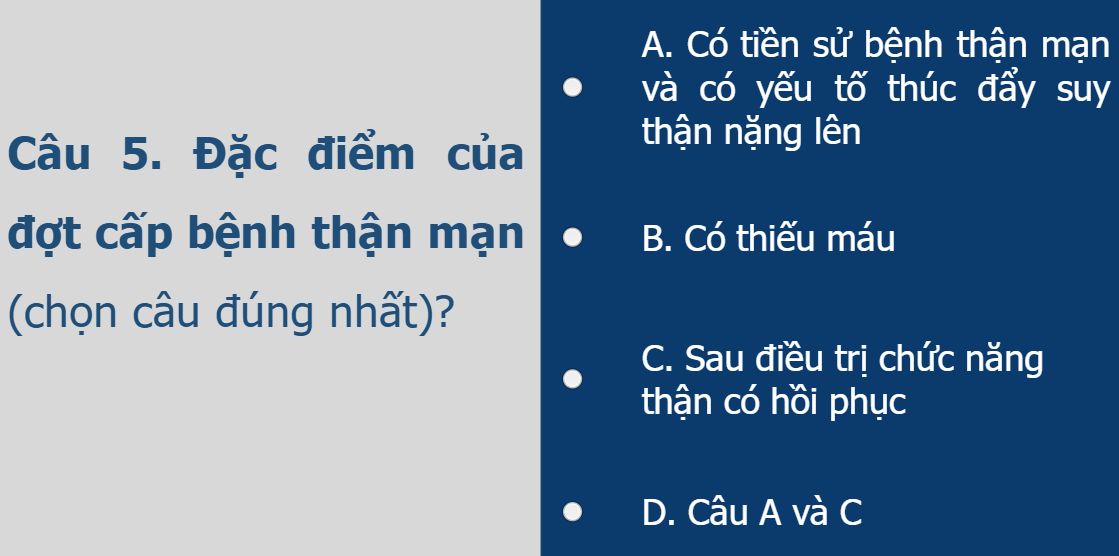 Câu 5. Đặc điểm của
đợt cấp bệnh thận mạn
(chọn câu đúng nhất)?
A. Có tiền sử bệnh thận mạn
và có yếu tố thúc đẩy suy
thận nặng lên
B. Có thiếu máu
C. Sau điều trị chức năng
thận có hồi phục
D. Câu A và C